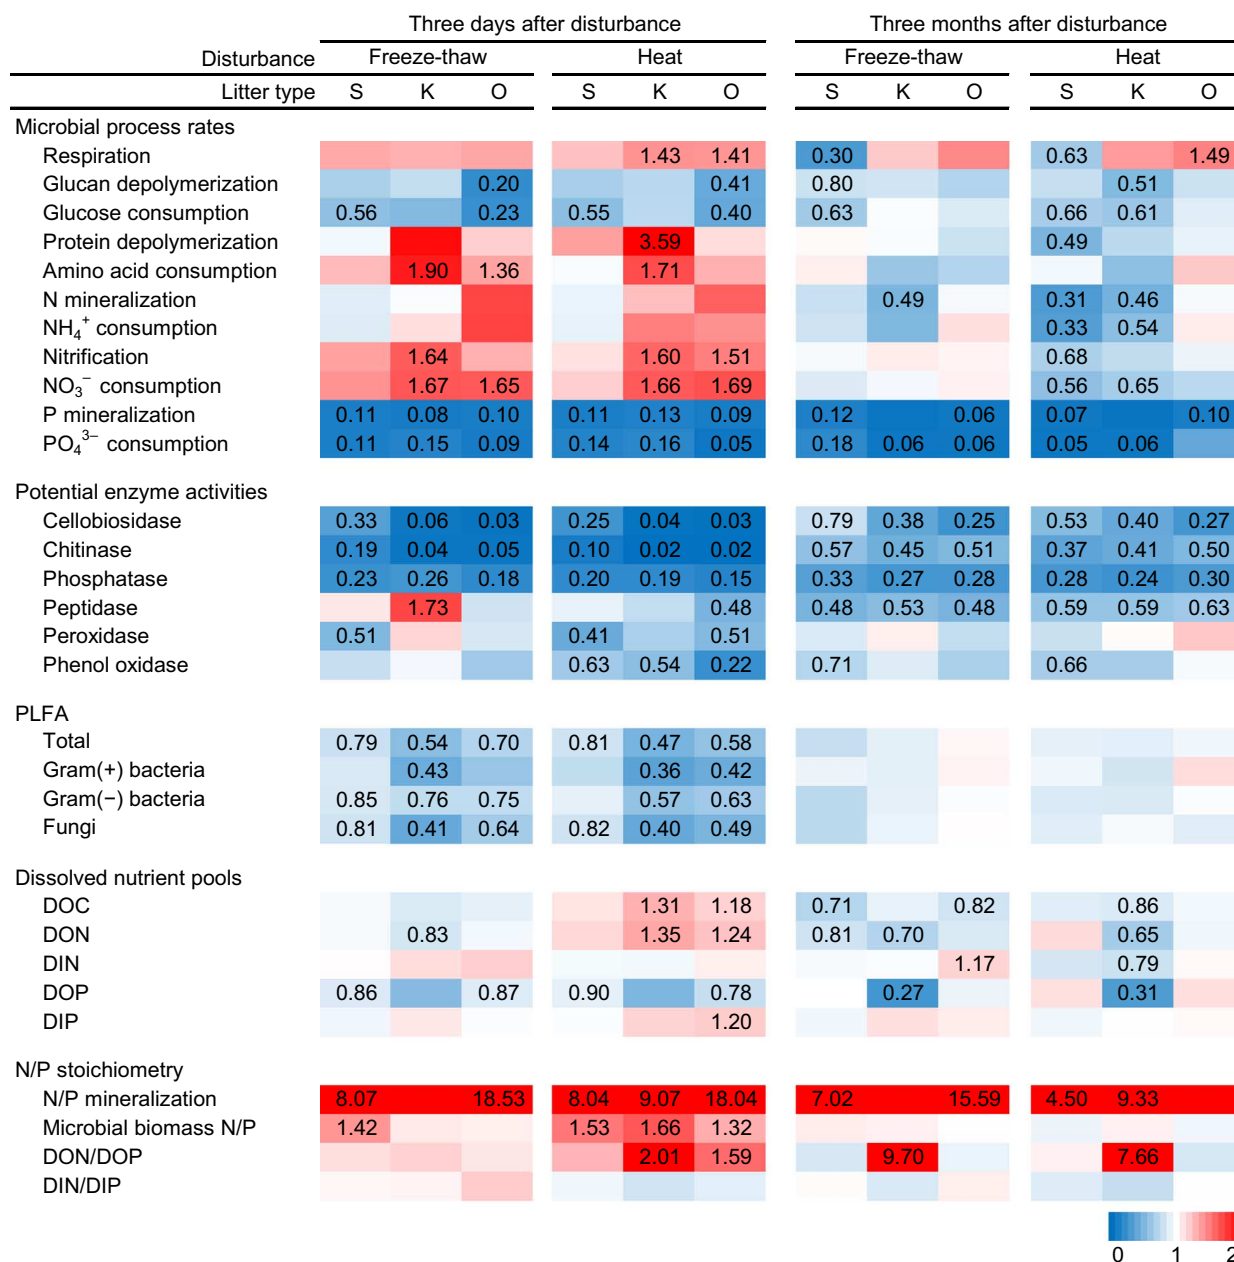 Three days after disturbance Three months after disturbance
Disturbance Freeze-thaw Heat Freeze-thaw Heat
Litter type S K O S K O S K O S K O
Microbial process rates
Respiration 1.43 1.41 0.30 0.63 1.49
Glucan depolymerization 0.20 0.41 0.80 0.51
Glucose consumption 0.56 0.23 0.55 0.40 0.63 0.66 0.61
Protein depolymerization 3.59 0.49
Amino acid consumption 1.90 1.36 1.71
N mineralization 0.49 0.31 0.46
NH₄⁺ consumption 0.33 0.54
Nitrification 1.64 1.60 1.51 0.68
NO₃⁻ consumption 1.67 1.65 1.66 1.69 0.56 0.65
P mineralization 0.11 0.08 0.10 0.11 0.13 0.09 0.12 0.06 0.07 0.10
PO₄³⁻ consumption 0.11 0.15 0.09 0.14 0.16 0.05 0.18 0.06 0.06 0.05 0.06
Potential enzyme activities
Cellobiosidase 0.33 0.06 0.03 0.25 0.04 0.03 0.79 0.38 0.25 0.53 0.40 0.27
Chitinase 0.19 0.04 0.05 0.10 0.02 0.02 0.57 0.45 0.51 0.37 0.41 0.50
Phosphatase 0.23 0.26 0.18 0.20 0.19 0.15 0.33 0.27 0.28 0.28 0.24 0.30
Peptidase 1.73 0.48 0.48 0.53 0.48 0.59 0.59 0.63
Peroxidase 0.51 0.41 0.51
Phenol oxidase 0.63 0.54 0.22 0.71 0.66
PLFA
Total 0.79 0.54 0.70 0.81 0.47 0.58
Gram(+) bacteria 0.43 0.36 0.42
Gram(−) bacteria 0.85 0.76 0.75 0.57 0.63
Fungi 0.81 0.41 0.64 0.82 0.40 0.49
Dissolved nutrient pools
DOC 1.31 1.18 0.71 0.82 0.86
DON 0.83 1.35 1.24 0.81 0.70 0.65
DIN 1.17 0.79
DOP 0.86 0.87 0.90 0.78 0.27 0.31
DIP 1.20
N/P stoichiometry
N/P mineralization 8.07 18.53 8.04 9.07 18.04 7.02 15.59 4.50 9.33
Microbial biomass N/P 1.42 1.53 1.66 1.32
DON/DOP 2.01 1.59 9.70 7.66
DIN/DIP
0 1 2